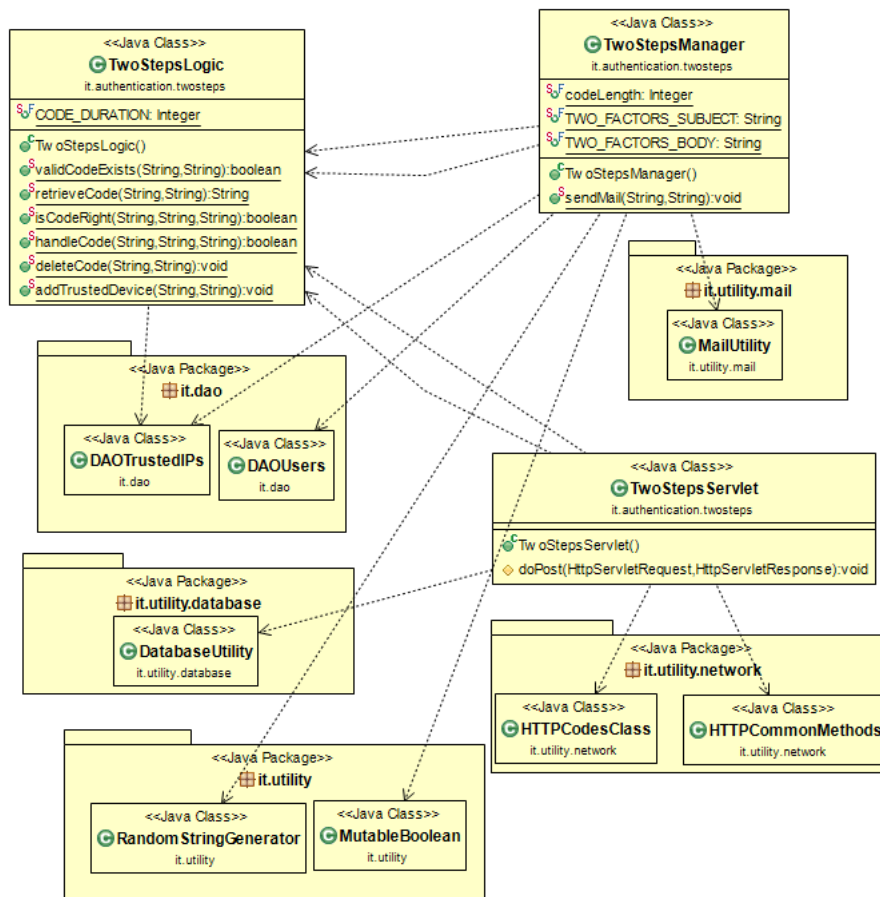 <<Java Class>>
TwoStepsLogic
it.authentication.twosteps
CODE_DURATION: Integer
TwoStepsLogic()
validCodeExists(String,String):boolean
retrieveCode(String,String):String
isCodeRight(String,String,String):boolean
handleCode(String,String,String):boolean
deleteCode(String,String):void
addTrustedDevice(String,String):void
<<Java Class>>
TwoStepsManager
it.authentication.twosteps
codeLength: Integer
TWO_FACTORS_SUBJECT: String
TWO_FACTORS_BODY: String
TwoStepsManager()
sendMail(String,String):void
<<Java Package>>
it.utility.mail
<<Java Class>>
MailUtility
it.utility.mail
<<Java Package>>
it.dao
<<Java Class>>
DAOTrustedIPs
it.dao
<<Java Class>>
DAOUsers
it.dao
<<Java Class>>
TwoStepsServlet
it.authentication.twosteps
TwoStepsServlet()
doPost(HttpServletRequest,HttpServletResponse):void
<<Java Package>>
it.utility.database
<<Java Class>>
DatabaseUtility
it.utility.database
<<Java Package>>
it.utility.network
<<Java Class>>
HTTPCodesClass
it.utility.network
<<Java Class>>
HTTPCommonMethods
it.utility.network
<<Java Package>>
it.utility
<<Java Class>>
RandomStringGenerator
it.utility
<<Java Class>>
MutableBoolean
it.utility